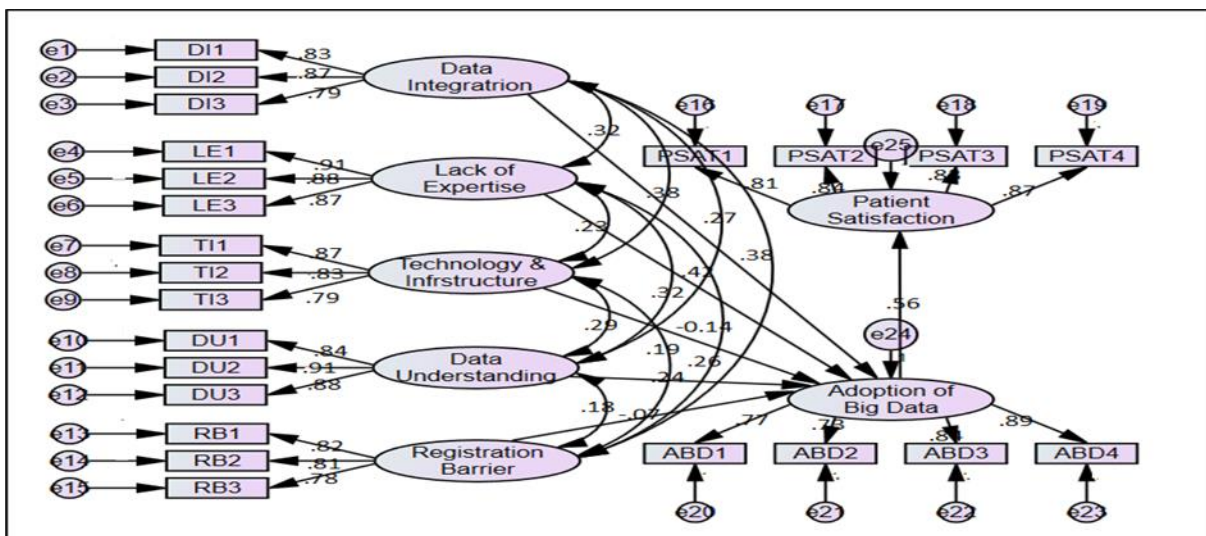 e1 DI1 .83
e2 DI2 .87
e3 DI3 .79
Data
Integratrion
e4 LE1 .91
e5 LE2 .88
e6 LE3 .87
Lack of
Expertise
e7 TI1 .87
e8 TI2 .83
e9 TI3 .79
Technology &
Infrstructure
e10 DU1 .84
e11 DU2 .91
e12 DU3 .88
Data
Understanding
e13 RB1 .82
e14 RB2 .81
e15 RB3 .78
Registration
Barrier
.32
.38
.27
.23
.38
.42
.32
.29
-0.14
.19
.26
.24
.18
-.07
e16 e17 e18 e19
e25
PSAT1 PSAT2 PSAT3 PSAT4
.81 .87
Patient
Satisfaction
.56
e24
Adoption of
Big Data
.77 .73 .84 .89
ABD1 ABD2 ABD3 ABD4
e20 e21 e22 e23